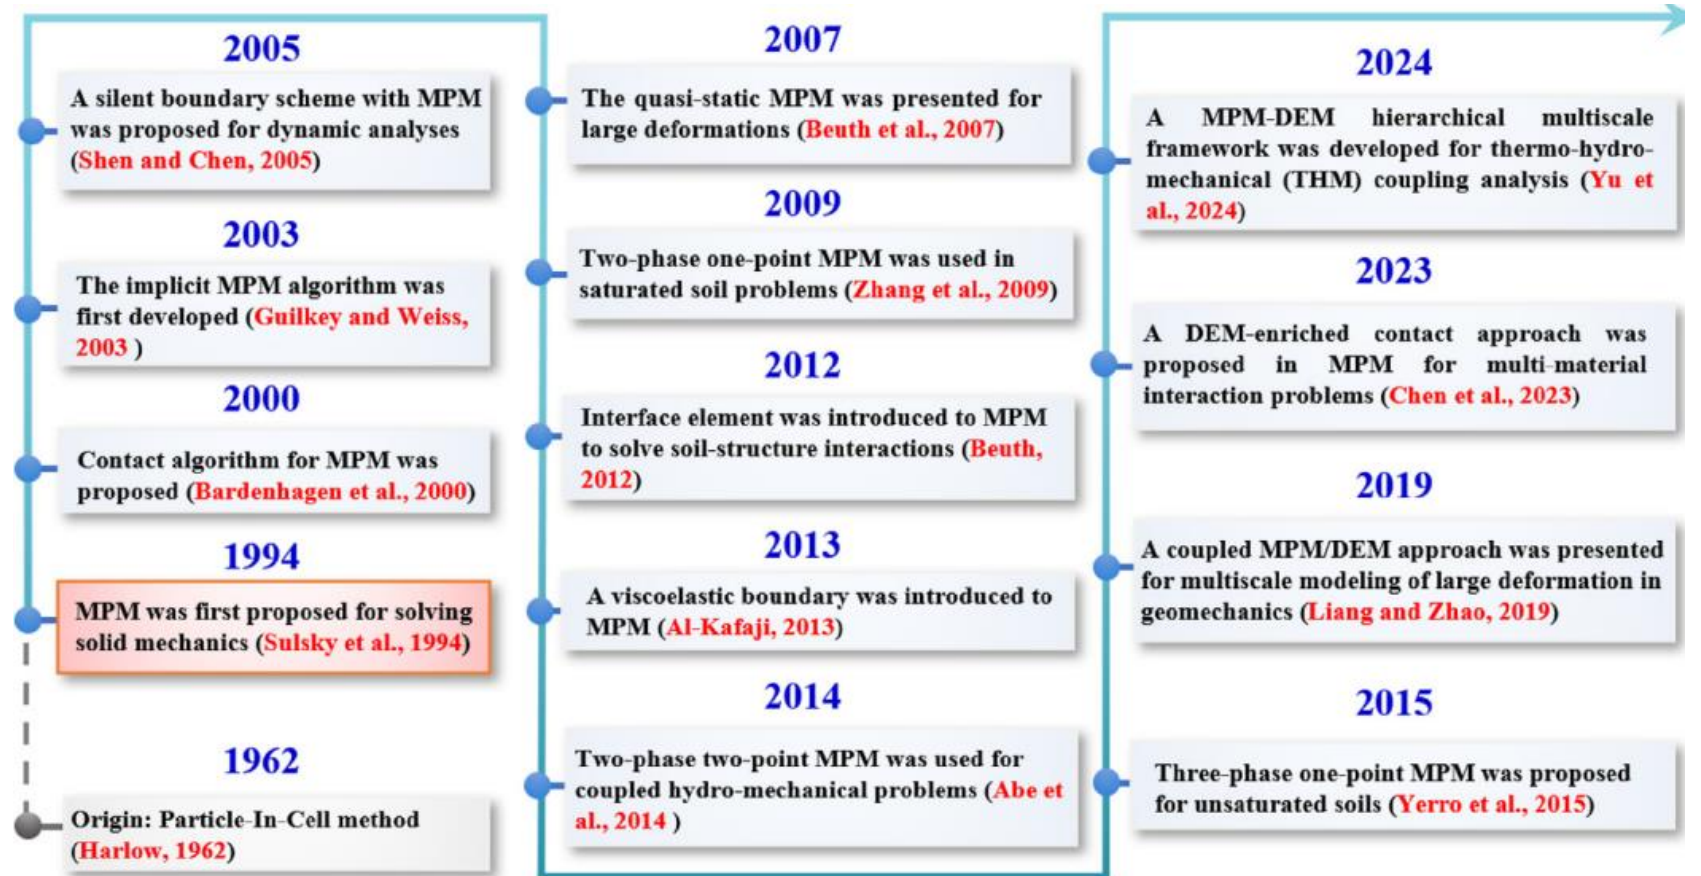 2005
A silent boundary scheme with MPM
was proposed for dynamic analyses
(Shen and Chen, 2005)
2003
The implicit MPM algorithm was
first developed (Guilkey and Weiss,
2003 )
2000
Contact algorithm for MPM was
proposed (Bardenhagen et al., 2000)
1994
MPM was first proposed for solving
solid mechanics (Sulsky et al., 1994)
1962
Origin: Particle-In-Cell method
(Harlow, 1962)
2007
The quasi-static MPM was presented for
large deformations (Beuth et al., 2007)
2009
Two-phase one-point MPM was used in
saturated soil problems (Zhang et al., 2009)
2012
Interface element was introduced to MPM
to solve soil-structure interactions (Beuth,
2012)
2013
A viscoelastic boundary was introduced to
MPM (Al-Kafaji, 2013)
2014
Two-phase two-point MPM was used for
coupled hydro-mechanical problems (Abe et
al., 2014 )
2024
A MPM-DEM hierarchical multiscale
framework was developed for thermo-hydro-
mechanical (THM) coupling analysis (Yu et
al., 2024)
2023
A DEM-enriched contact approach was
proposed in MPM for multi-material
interaction problems (Chen et al., 2023)
2019
A coupled MPM/DEM approach was presented
for multiscale modeling of large deformation in
geomechanics (Liang and Zhao, 2019)
2015
Three-phase one-point MPM was proposed
for unsaturated soils (Yerro et al., 2015)